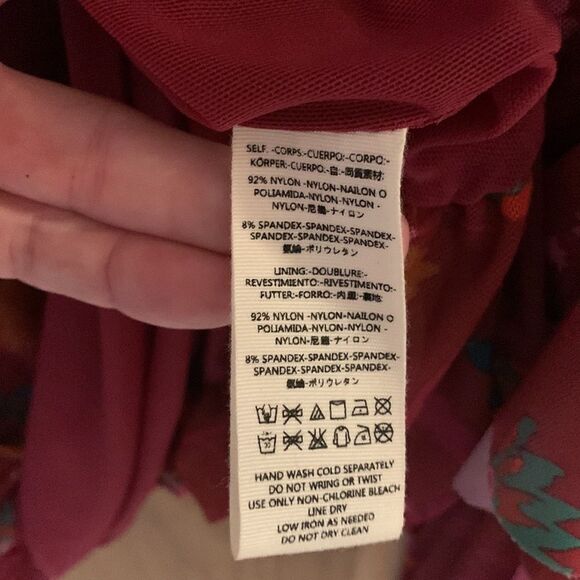 SELF. -CORPS:-CUERPO:-CORPO:-
KÖRPER:-CUERPO.-自:-同質素材:
92% NYLON -NYLON-NAILON O
POLIAMIDA-NYLON-NYLON -
NYLON-尼龍-ナイロン
8% SPANDEX-SPANDEX-SPANDEX-
SPANDEX-SPANDEX-SPANDEX-
氨綸-ポリウレタン
LINING:-DOUBLURE:-
REVESTIMIENTO:-RIVESTIMENTO:-
FUTTER:-FORRO:-内層:-裏地:
92% NYLON -NYLON-NAILON O
POLIAMIDA-NYLON-NYLON -
NYLON-尼龍-ナイロン
8% SPANDEX-SPANDEX-SPANDEX-
SPANDEX-SPANDEX-SPANDEX-
氨綸-ポリウレタン
HAND WASH COLD SEPARATELY
DO NOT WRING OR TWIST
USE ONLY NON-CHLORINE BLEACH
LINE DRY
LOW IRON AS NEEDED
DO NOT DRY CLEAN